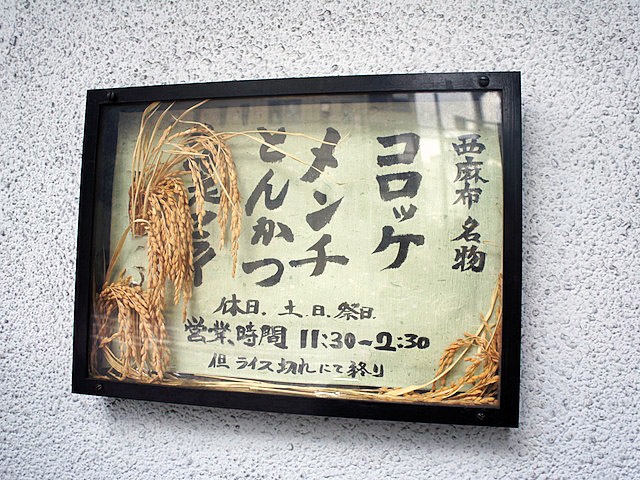 西麻布 名物
コロッケ
メンチ
とんかつ
休日.土.日.祭日.
営業時間 11:30〜2:30
但 ライス切れにて終り